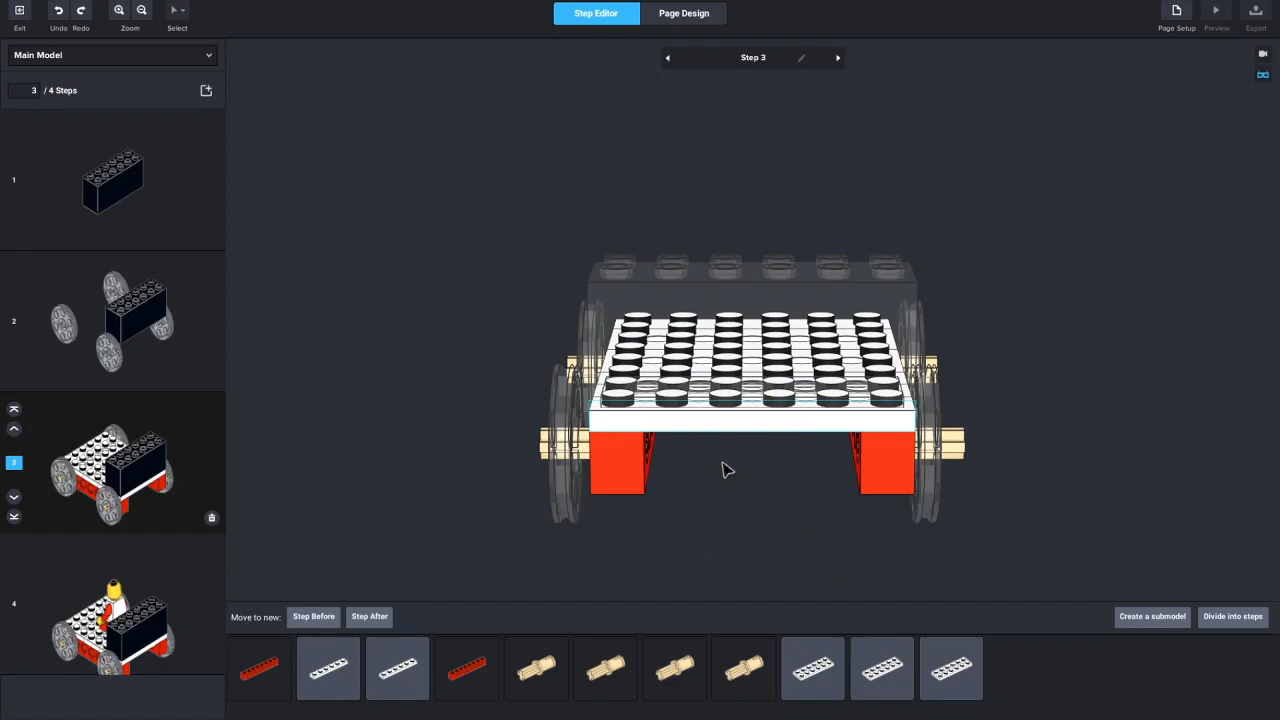 Exit
Undo
Redo
Zoom
Select
Step Editor
Page Design
Page Setup
Preview
Export
Main Model
Step 3
3 / 4 Steps
1
2
3
4
Move to new:
Step Before
Step After
Create a submodel
Divide into steps